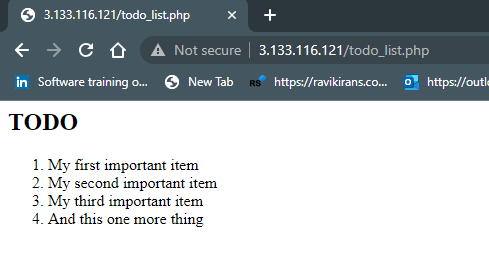 3.133.116.121/todo_list.php
Not secure 3.133.116.121/todo_list.php
in Software training o... New Tab RS https://ravikirans.co... https://outl
TODO
1. My first important item
2. My second important item
3. My third important item
4. And this one more thing